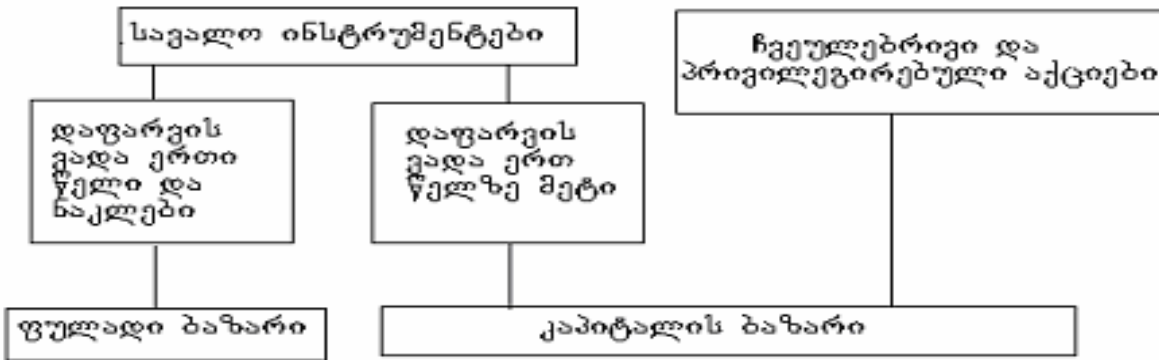 სავალო ინსტრუმენტები
ჩვეულებრივი და
პრივილეგირებული აქციები
დაფარვის
ვადა ერთი
წელი და
ნაკლები
დაფარვის
ვადა ერთ
წელზე მეტი
ფულადი ბაზარი
კაპიტალის ბაზარი